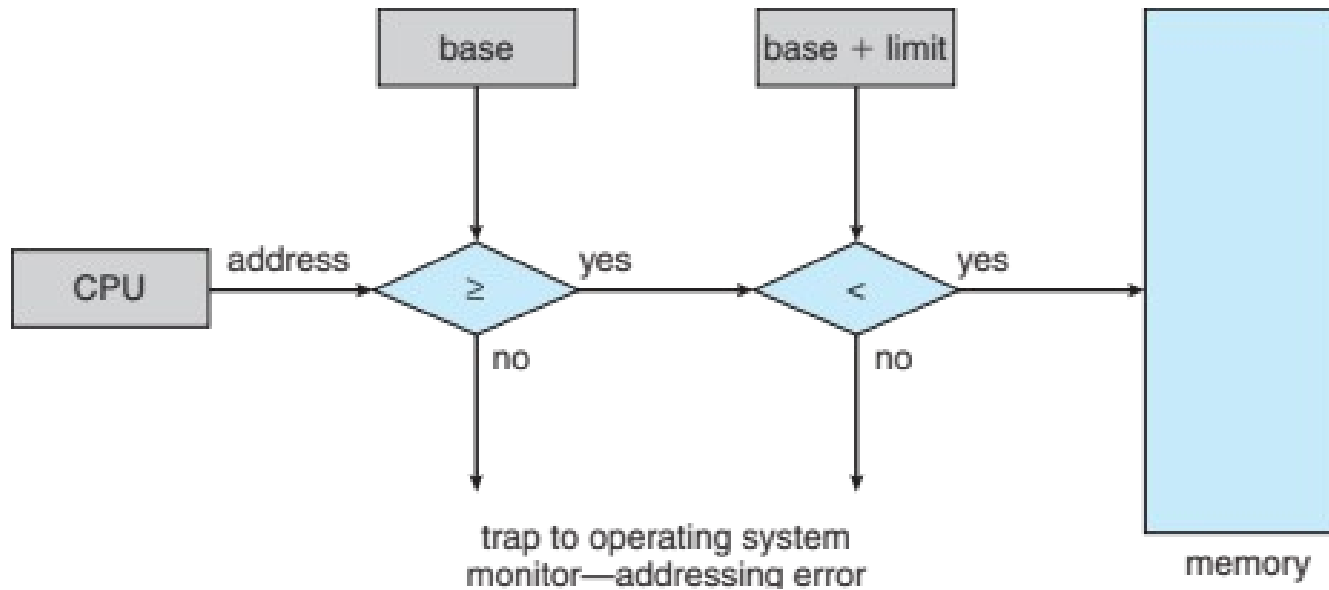 base
base + limit
CPU
address
≥
yes
<
yes
no
no
trap to operating system
monitor—addressing error
memory